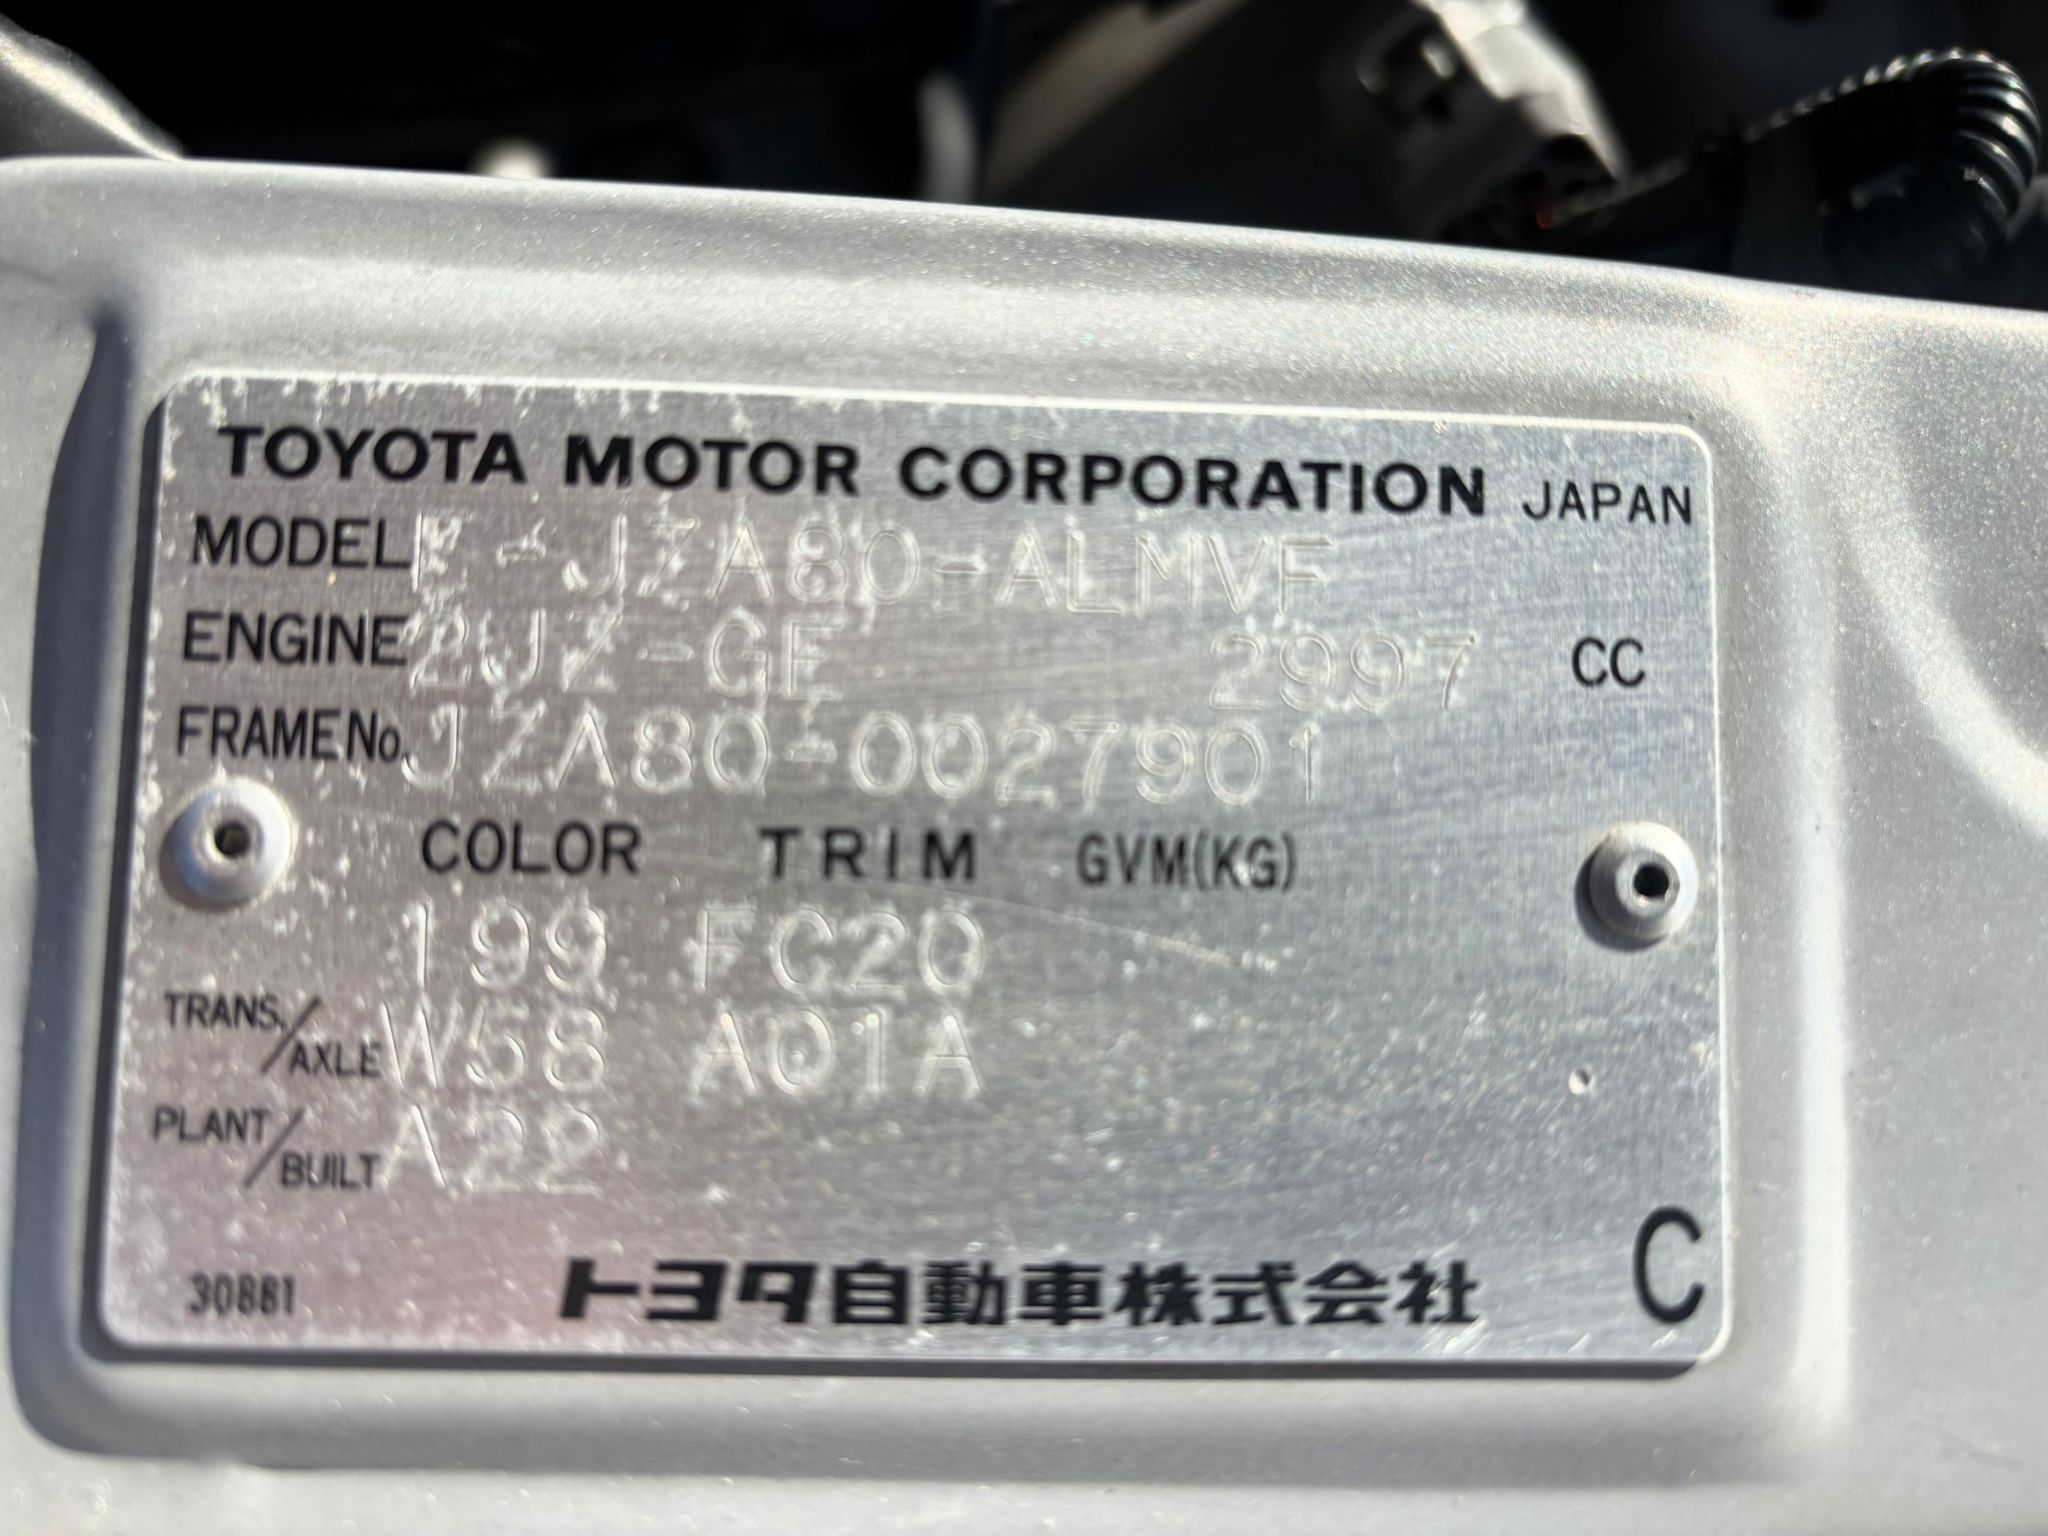 TOYOTA MOTOR CORPORATION JAPAN
MODEL E-JZA80-ALMVF
ENGINE 2JZ-GE 2997 CC
FRAME No. JZA80-0027901
COLOR TRIM GVM(KG)
199 FC20
TRANS./AXLE W58 A01A
PLANT/BUILT A22
30881 トヨタ自動車株式会社 C